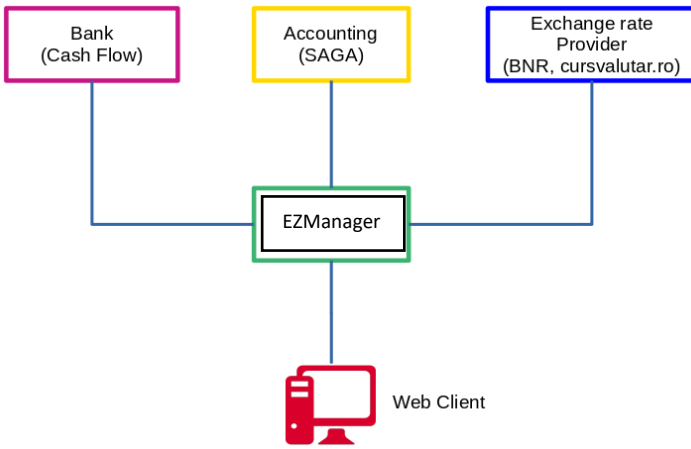 Bank
(Cash Flow)
Accounting
(SAGA)
Exchange rate
Provider
(BNR, cursvalutar.ro)
EZManager
Web Client